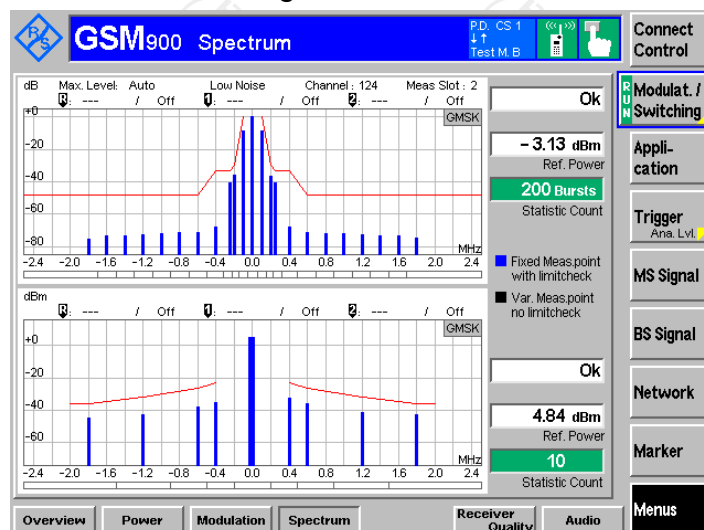 R S
GSM900 Spectrum
P.D. CS 1
Test M. B
Connect
Control
dB Max. Level: Auto Low Noise Channel : 124 Meas Slot : 2
R: --- / Off 1: --- / Off 2: --- / Off
GMSK
+0
-20
-40
-60
-80
MHz
-2.4 -2.0 -1.6 -1.2 -0.8 -0.4 0.0 0.4 0.8 1.2 1.6 2.0 2.4
Ok
- 3.13 dBm
Ref. Power
200 Bursts
Statistic Count
Fixed Meas.point
with limitcheck
Var. Meas.point
no limitcheck
dBm
R: --- / Off 1: --- / Off 2: --- / Off
GMSK
+0
-20
-40
-60
MHz
-2.4 -2.0 -1.6 -1.2 -0.8 -0.4 0.0 0.4 0.8 1.2 1.6 2.0 2.4
Ok
4.84 dBm
Ref. Power
10
Statistic Count
RUN
Modulat. /
Switching
Appli-
cation
Trigger
Ana. Lvl.
MS Signal
BS Signal
Network
Marker
Menus
Overview Power Modulation Spectrum Receiver Quality Audio